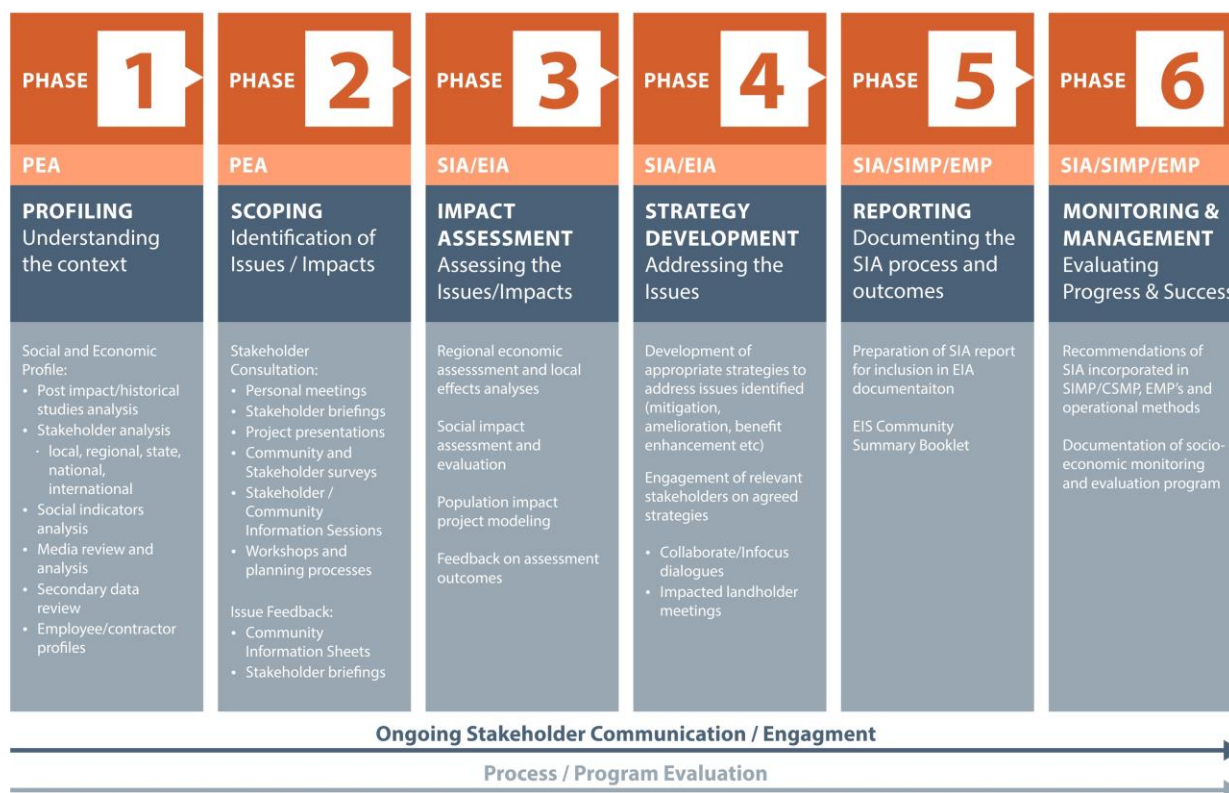 PHASE 1
PEA
PROFILING
Understanding
the context
Social and Economic
Profile:
• Post impact/historical
studies analysis
• Stakeholder analysis
· local, regional, state,
national,
international
• Social indicators
analysis
• Media review and
analysis
• Secondary data
review
• Employee/contractor
profiles
PHASE 2
PEA
SCOPING
Identification of
Issues / Impacts
Stakeholder
Consultation:
• Personal meetings
• Stakeholder briefings
• Project presentations
• Community and
Stakeholder surveys
• Stakeholder /
Community
Information Sessions
• Workshops and
planning processes
Issue Feedback:
• Community
Information Sheets
• Stakeholder briefings
PHASE 3
SIA/EIA
IMPACT
ASSESSMENT
Assessing the
Issues/Impacts
Regional economic
assesssment and local
effects analyses
Social impact
assessment and
evaluation
Population impact
project modeling
Feedback on assessment
outcomes
PHASE 4
SIA/EIA
STRATEGY
DEVELOPMENT
Addressing the
Issues
Development of
appropriate strategies to
address issues identified
(mitigation,
amelioration, benefit
enhancement etc)
Engagement of relevant
stakeholders on agreed
strategies
• Collaborate/Infocus
dialogues
• Impacted landholder
meetings
PHASE 5
SIA/SIMP/EMP
REPORTING
Documenting the
SIA process and
outcomes
Preparation of SIA report
for inclusion in EIA
documentaiton
EIS Community
Summary Booklet
PHASE 6
SIA/SIMP/EMP
MONITORING &
MANAGEMENT
Evaluating
Progress & Success
Recommendations of
SIA incorporated in
SIMP/CSMP, EMP's and
operational methods
Documentation of socio-
economic monitoring
and evaluation program
Ongoing Stakeholder Communication / Engagment
Process / Program Evaluation